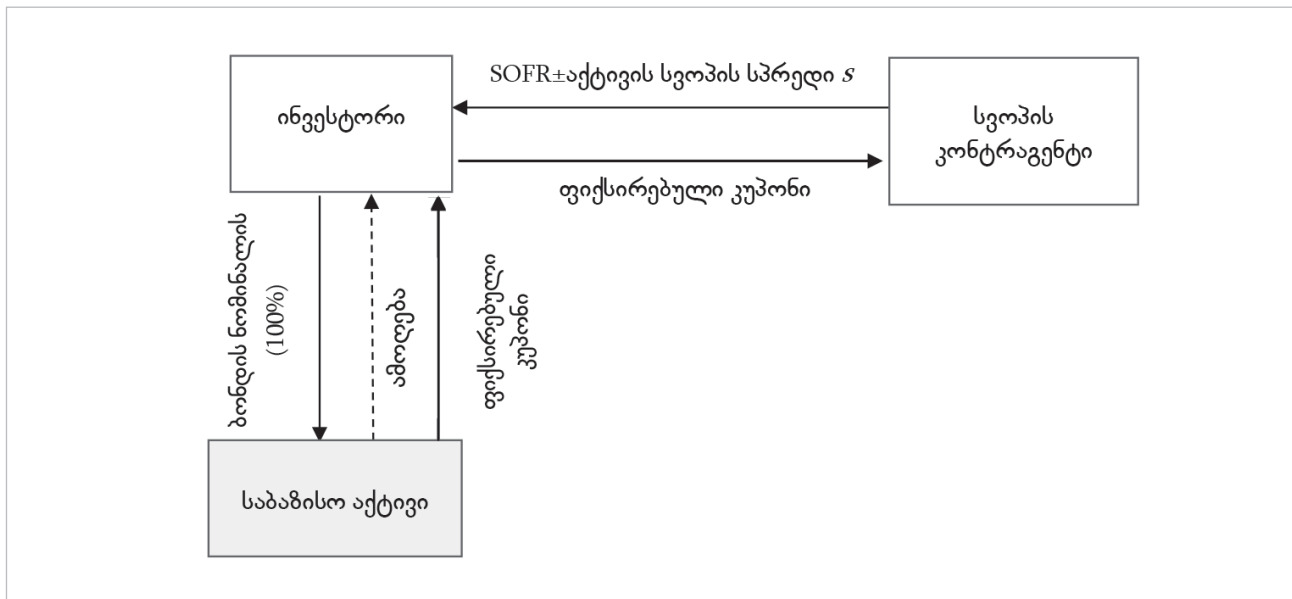 SOFR±აქტივის სვოპის სპრედი s
ინვესტორი
სვოპის
კონტრაგენტი
ფიქსირებული კუპონი
ბონდის ნომინალის
(100%)
ამოღება
ფიქსირებული
კუპონი
საბაზისო აქტივი